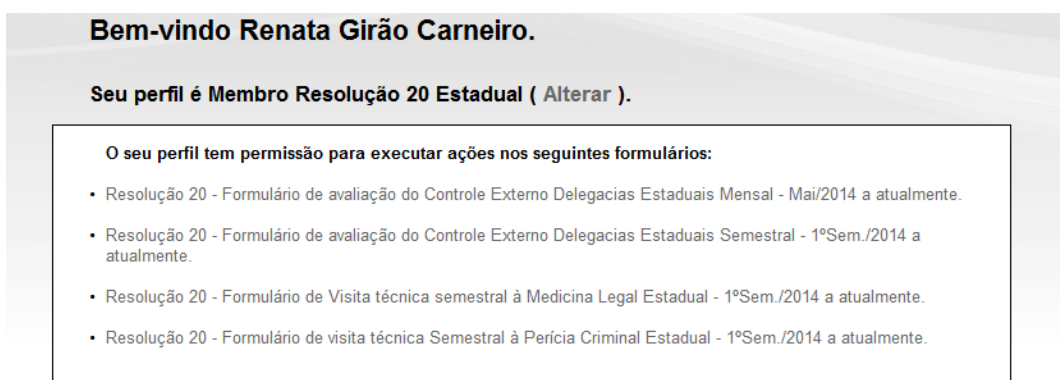 Bem-vindo Renata Girão Carneiro.
Seu perfil é Membro Resolução 20 Estadual ( Alterar ).
O seu perfil tem permissão para executar ações nos seguintes formulários:
• Resolução 20 - Formulário de avaliação do Controle Externo Delegacias Estaduais Mensal - Mai/2014 a atualmente.
• Resolução 20 - Formulário de avaliação do Controle Externo Delegacias Estaduais Semestral - 1ºSem./2014 a
atualmente.
• Resolução 20 - Formulário de Visita técnica semestral à Medicina Legal Estadual - 1ºSem./2014 a atualmente.
• Resolução 20 - Formulário de visita técnica Semestral à Perícia Criminal Estadual - 1ºSem./2014 a atualmente.